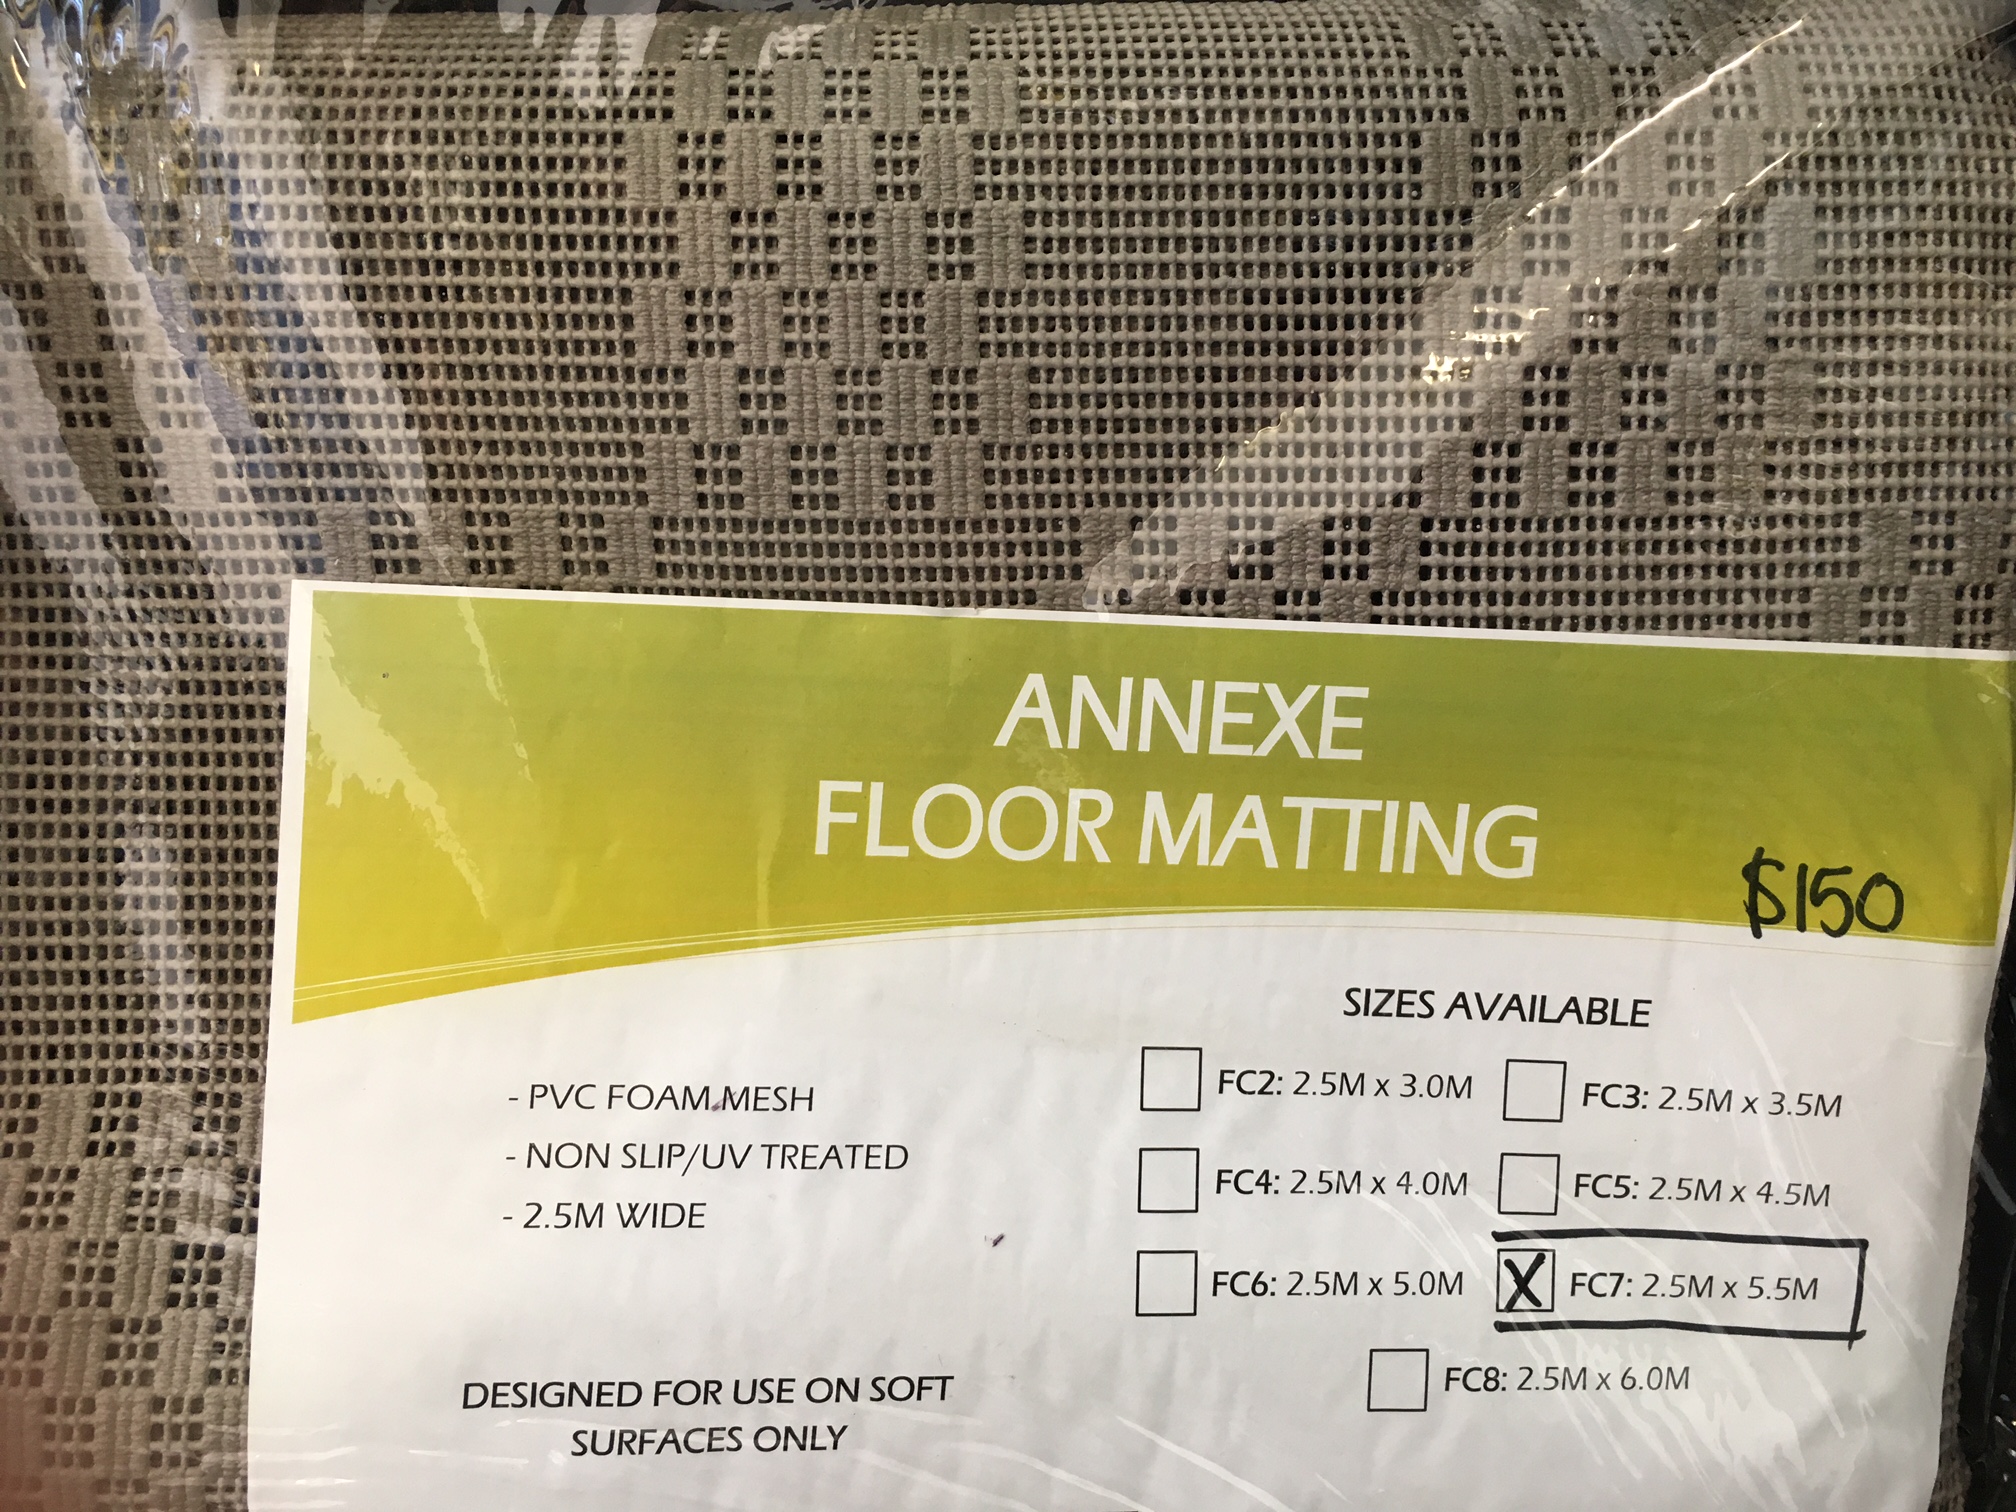 ANNEXE
FLOOR MATTING
$150
SIZES AVAILABLE
- PVC FOAM MESH
- NON SLIP/UV TREATED
- 2.5M WIDE
FC2: 2.5M x 3.0M FC3: 2.5M x 3.5M
FC4: 2.5M x 4.0M FC5: 2.5M x 4.5M
FC6: 2.5M x 5.0M X FC7: 2.5M x 5.5M
FC8: 2.5M x 6.0M
DESIGNED FOR USE ON SOFT
SURFACES ONLY